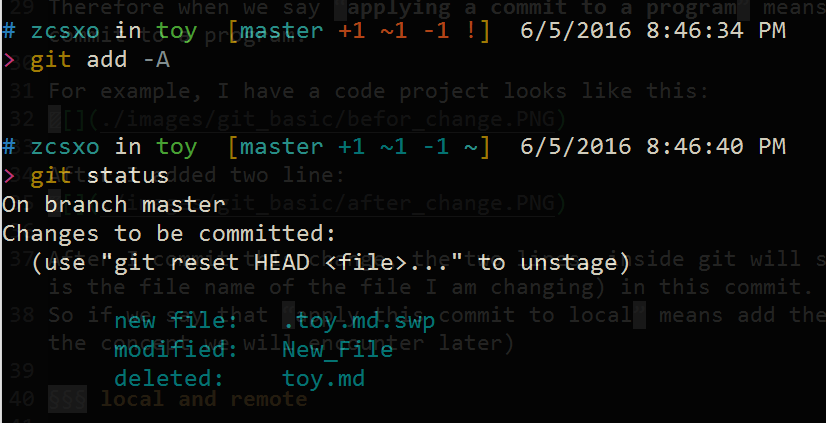 29 Therefore when we say "applying a commit to a program" means
# zcsxo in toy [master +1 ~1 -1 !] 6/5/2016 8:46:34 PM
commit to a program.
> git add -A
31 For example, I have a code project looks like this:
32 ![](./images/git_basic/befor_change.PNG)
# zcsxo in toy [master +1 ~1 -1 ~] 6/5/2016 8:46:40 PM
> git status
added two line:
/git_basic/after_change.PNG)
On branch master
Changes to be committed:
37
(use "git reset HEAD <file>..." to unstage)
is the file name of the file I am changing) in this commit.
38 So if we say that "apply this commit to local" means add the
new file: .toy.md.swp
the concept we will encounter later)
modified: New_File
39
deleted: toy.md
40 §§§ local and remote